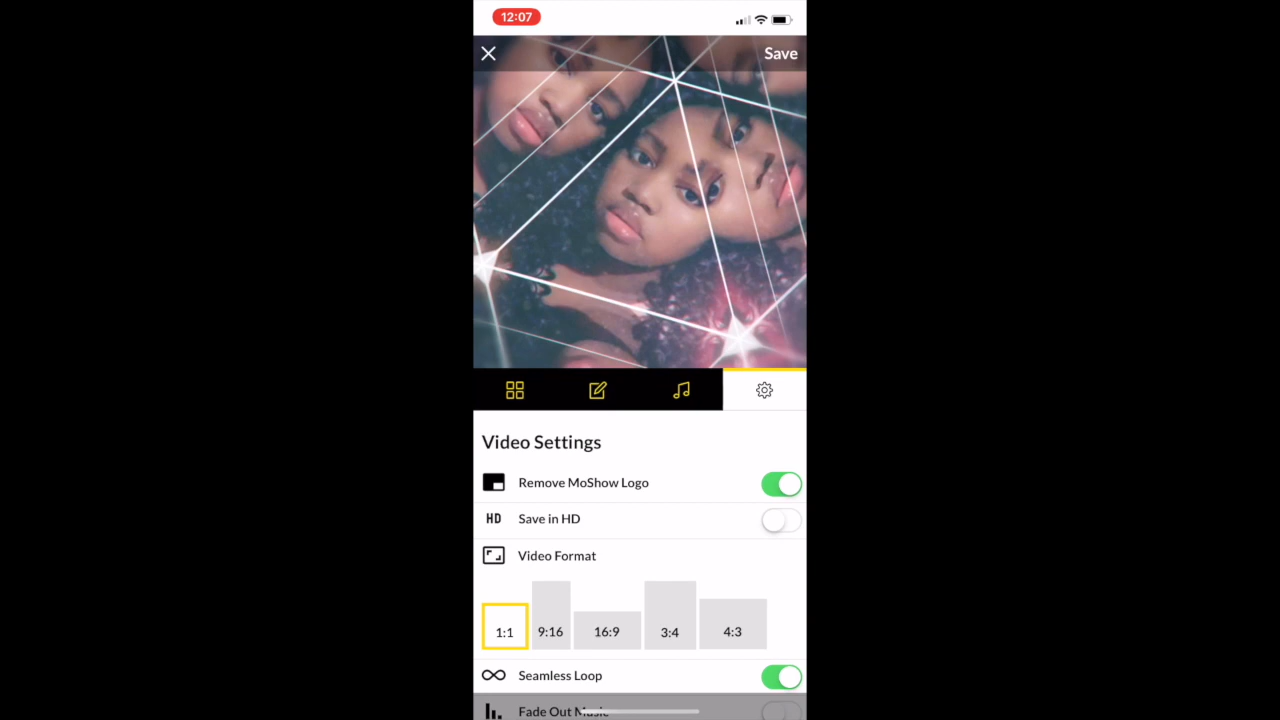 12:07
Save
Video Settings
Remove MoShow Logo
HD Save in HD
Video Format
1:1 9:16 16:9 3:4 4:3
Seamless Loop
Fade Out Music